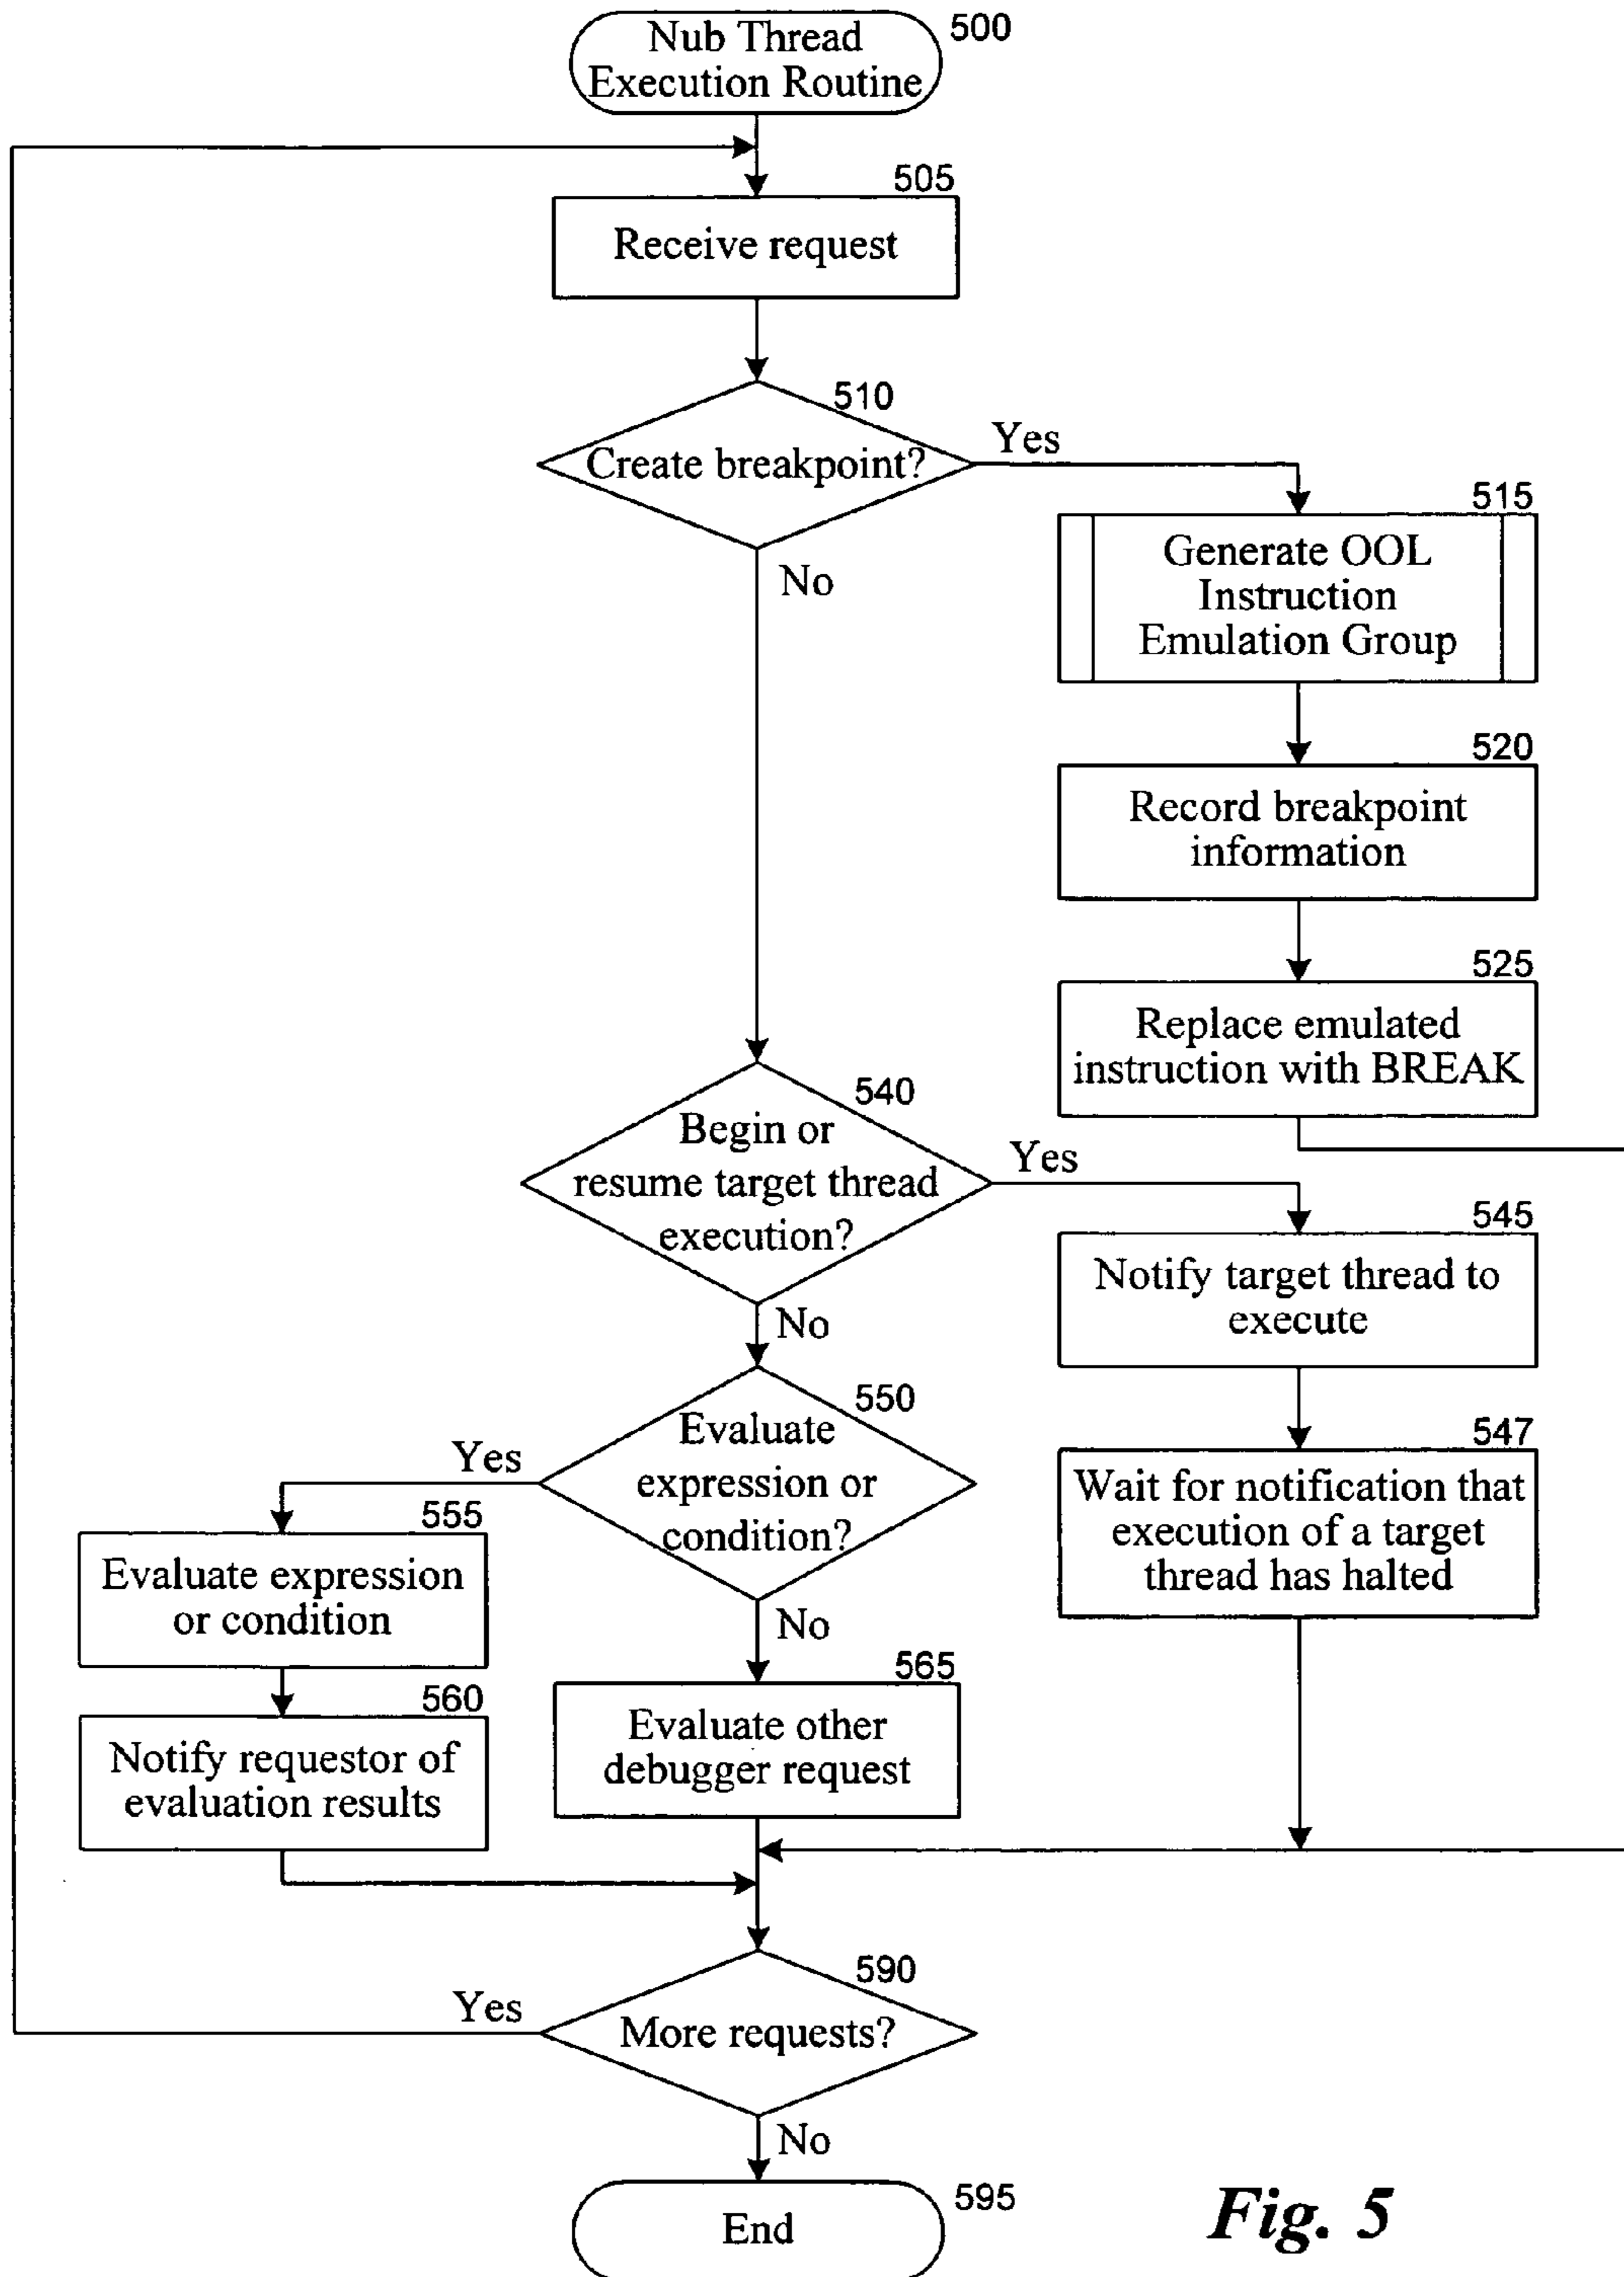 Nub Thread
Execution Routine
500
505
Receive request
510
Create breakpoint?
Yes
No
515
Generate OOL
Instruction
Emulation Group
520
Record breakpoint
information
525
Replace emulated
instruction with BREAK
540
Begin or
resume target thread
execution?
Yes
No
545
Notify target thread to
execute
547
Wait for notification that
execution of a target
thread has halted
550
Evaluate
expression or
condition?
Yes
No
555
Evaluate expression
or condition
560
Notify requestor of
evaluation results
565
Evaluate other
debugger request
590
More requests?
Yes
No
595
End
Fig. 5